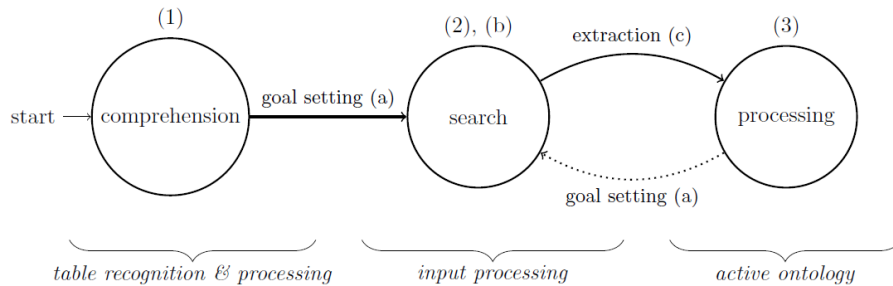 (1)
(2), (b)
(3)
extraction (c)
goal setting (a)
start
comprehension
search
processing
goal setting (a)
table recognition & processing
input processing
active ontology